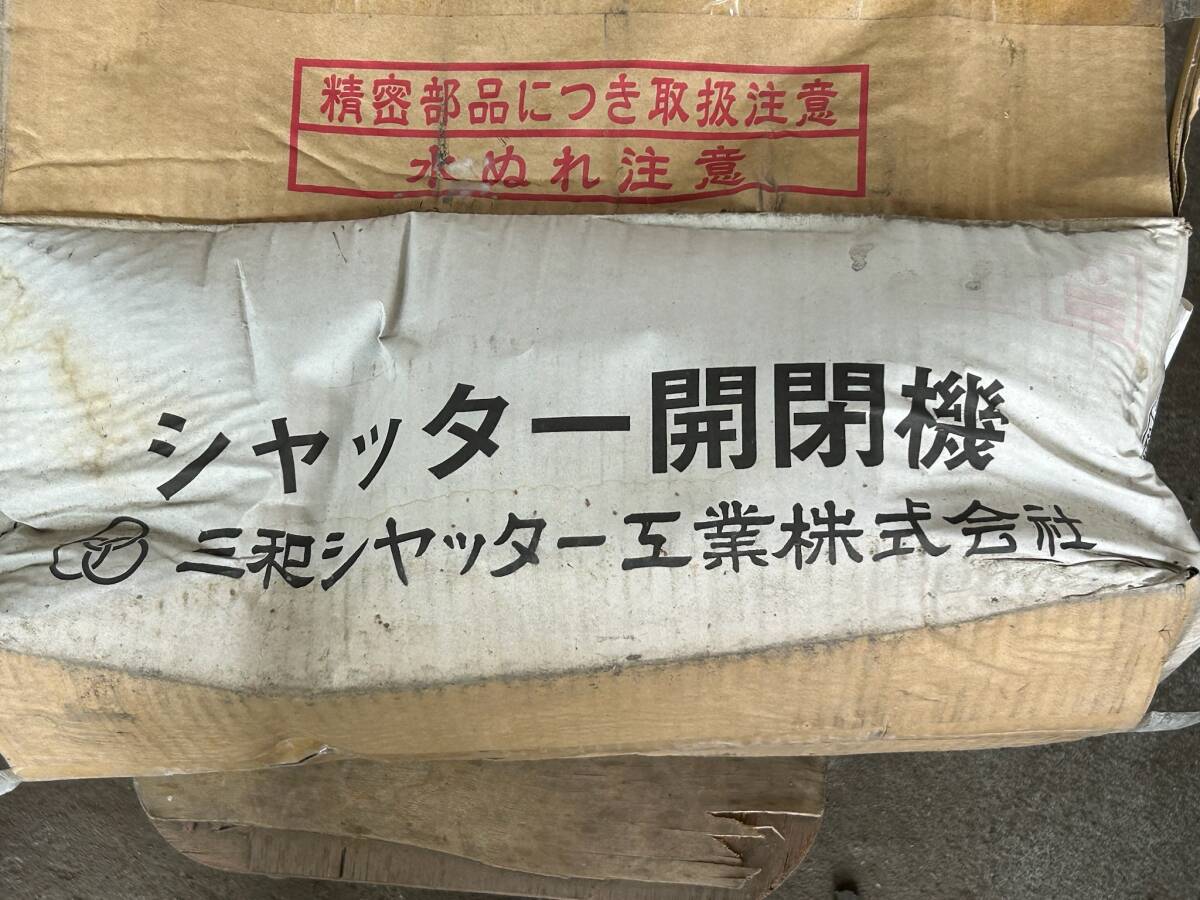 精密部品につき取扱注意
水ぬれ注意
シャッター開閉機
三和シヤッター工業株式会社